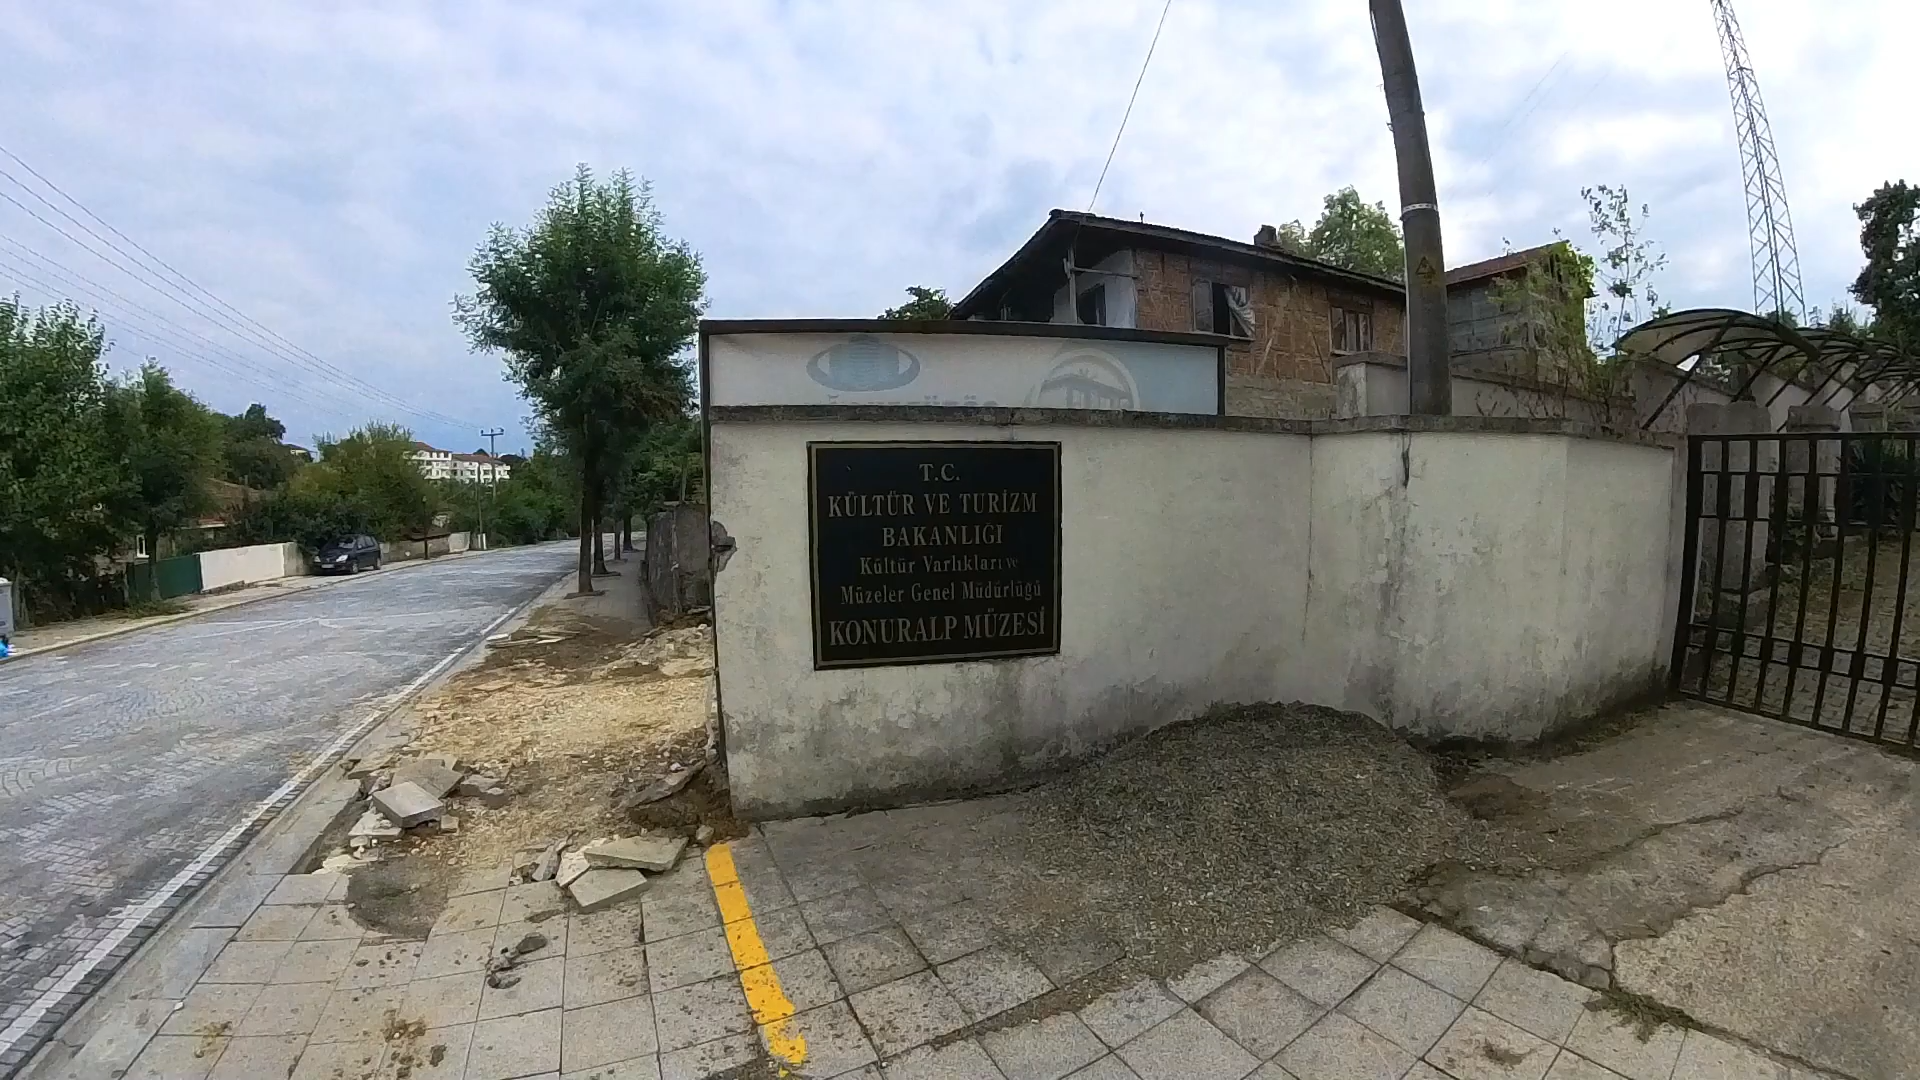 T.C.
KÜLTÜR VE TURİZM
BAKANLIĞI
Kültür Varlıkları ve
Müzeler Genel Müdürlüğü
KONURALP MÜZESİ